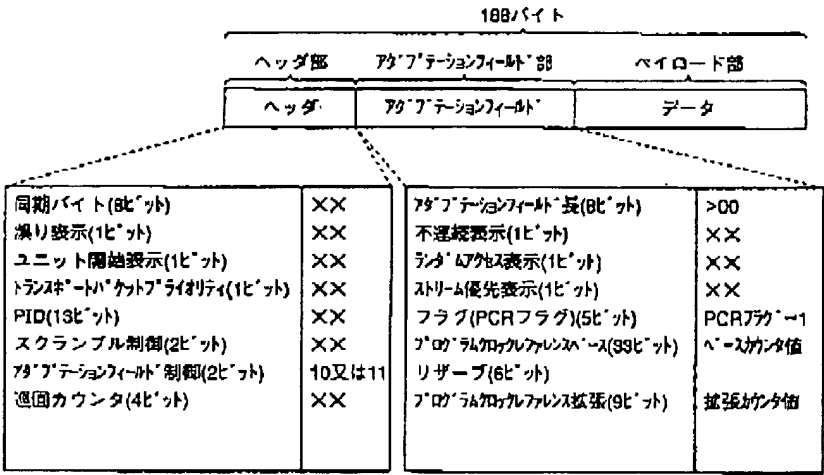 188バイト
ヘッダ部
アダプテーションフィールド部
ペイロード部
ヘッダ
アダプテーションフィールド
データ
同期バイト(8ビット) ××
誤り表示(1ビット) ××
ユニット開始表示(1ビット) ××
トランスポートパケットプライオリティ(1ビット) ××
PID(13ビット) ××
スクランブル制御(2ビット) ××
アダプテーションフィールド制御(2ビット) 10又は11
巡回カウンタ(4ビット) ××
アダプテーションフィールド長(8ビット) >00
不連続表示(1ビット) ××
ランダムアクセス表示(1ビット) ××
ストリーム優先表示(1ビット) ××
フラグ(PCRフラグ)(5ビット) PCRフラグ=1
プログラムクロックレファレンスベース(33ビット) ベースカウンタ値
リザーブ(6ビット)
プログラムクロックレファレンス拡張(9ビット) 拡張カウンタ値